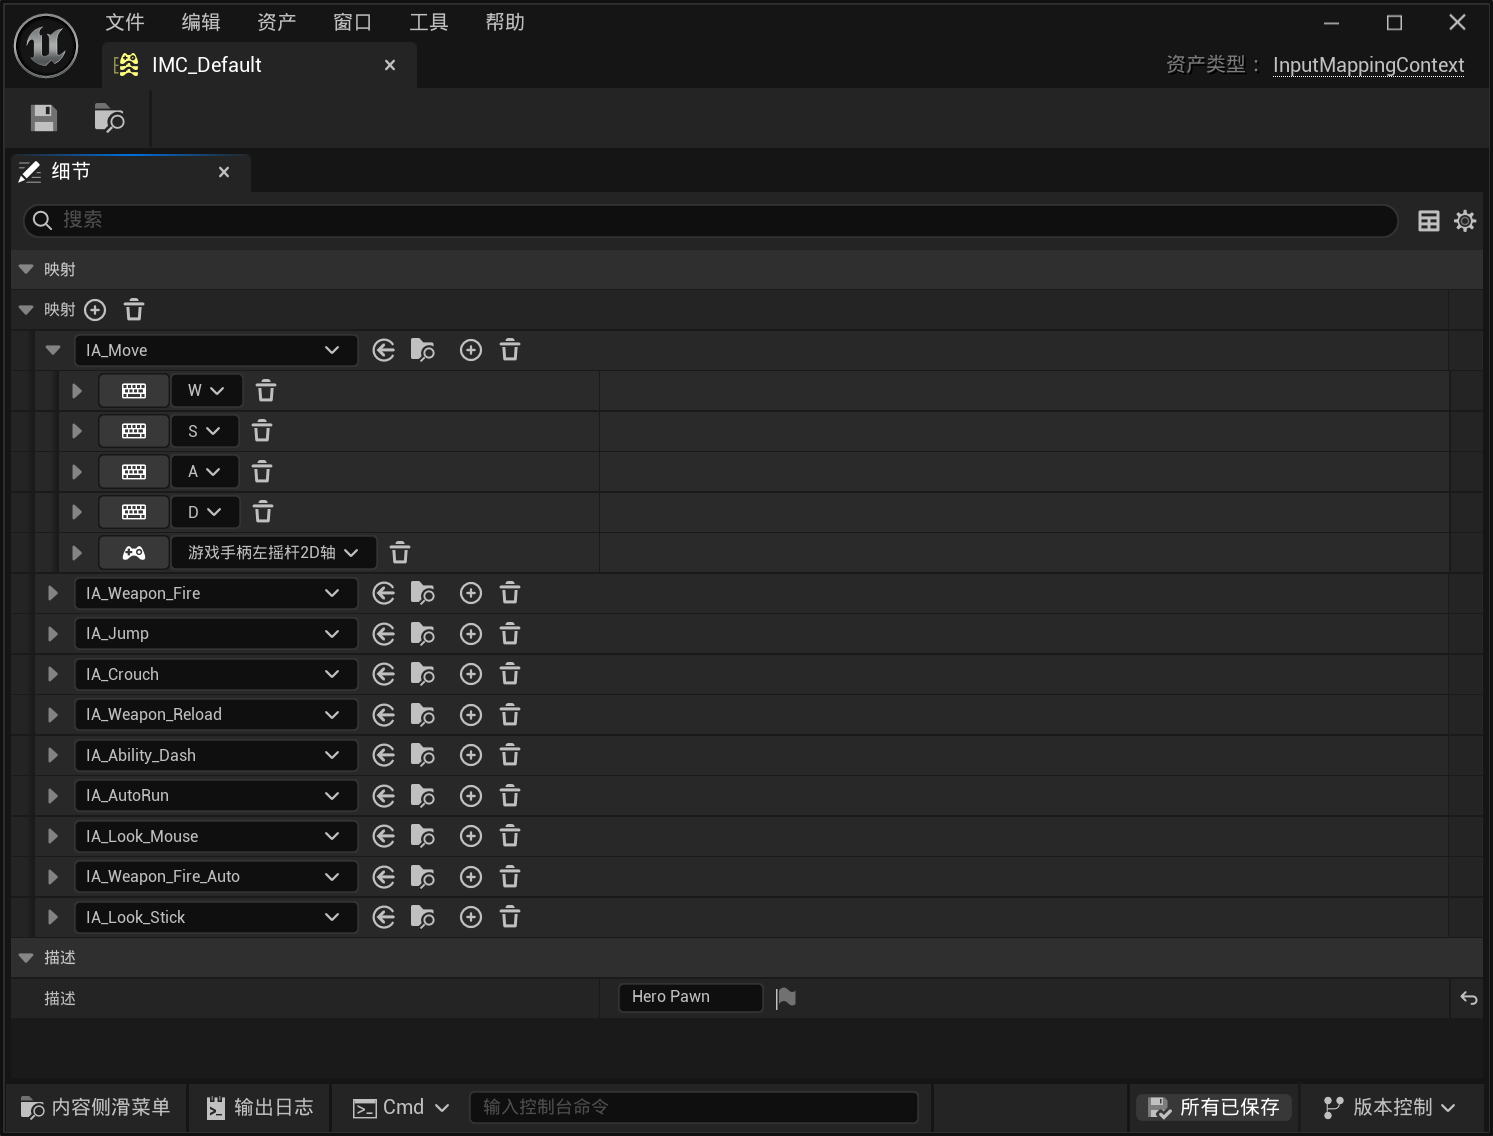 文件 编辑 资产 窗口 工具 帮助
IMC_Default
资产类型： InputMappingContext
细节
搜索
映射
映射
IA_Move
W
S
A
D
游戏手柄左摇杆2D轴
IA_Weapon_Fire
IA_Jump
IA_Crouch
IA_Weapon_Reload
IA_Ability_Dash
IA_AutoRun
IA_Look_Mouse
IA_Weapon_Fire_Auto
IA_Look_Stick
描述
描述 Hero Pawn
内容侧滑菜单 输出日志 Cmd 输入控制台命令 所有已保存 版本控制